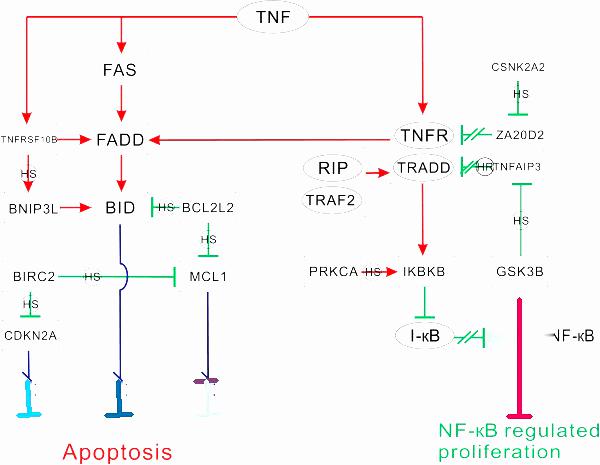 TNF
FAS
CSNK2A2
HS
TNFRSF10B
FADD
TNFR
ZA20D2
HS
RIP
TRADD
HR
TNFAIP3
TRAF2
BNIP3L
BID
HS
BCL2L2
HS
HS
BIRC2
HS
MCL1
PRKCA
HS
IKBKB
GSK3B
HS
CDKN2A
I-κB
NF-κB
Apoptosis
NF-κB regulated
proliferation